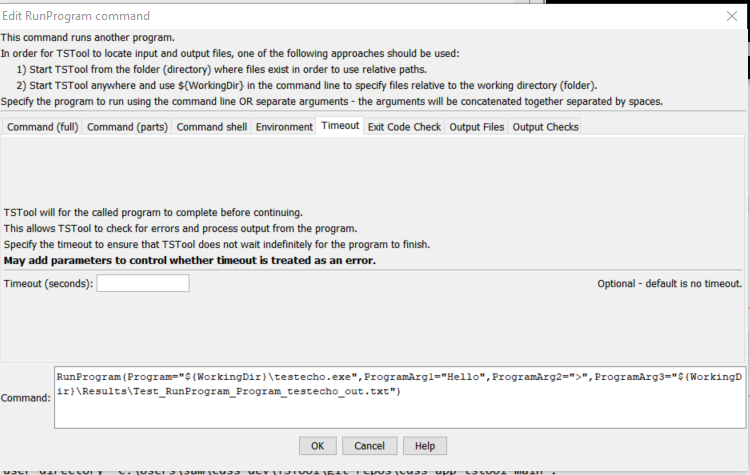 Edit RunProgram command
This command runs another program.
In order for TSTool to locate input and output files, one of the following approaches should be used:
1) Start TSTool from the folder (directory) where files exist in order to use relative paths.
2) Start TSTool anywhere and use ${WorkingDir} in the command line to specify files relative to the working directory (folder).
Specify the program to run using the command line OR separate arguments - the arguments will be concatenated together separated by spaces.
Command (full) Command (parts) Command shell Environment Timeout Exit Code Check Output Files Output Checks
TSTool will for the called program to complete before continuing.
This allows TSTool to check for errors and process output from the program.
Specify the timeout to ensure that TSTool does not wait indefinitely for the program to finish.
May add parameters to control whether timeout is treated as an error.
Timeout (seconds): Optional - default is no timeout.
RunProgram(Program="${WorkingDir}\testecho.exe",ProgramArg1="Hello",ProgramArg2=">",ProgramArg3="${WorkingD
Command: ir}\Results\Test_RunProgram_Program_testecho_out.txt")
OK Cancel Help